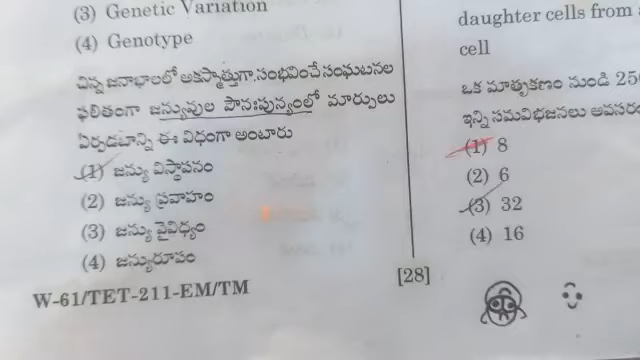 (3) Genetic Variation
(4) Genotype
చిన్న జనాభాలలో అకస్మాత్తుగా సంభవించే సంఘటనల
ఫలితంగా జన్యువుల పౌనఃపున్యంలో మార్పులు
ఏర్పడటాన్ని ఈ విధంగా అంటారు
(1) జన్యు విస్థాపనం
(2) జన్యు ప్రవాహం
(3) జన్యు వైవిధ్యం
(4) జన్యురూపం
W-61/TET-211-EM/TM
[28]
daughter cells from
cell
ఒక మాతృకణం నుండి
ఇన్ని సమవిభజనలు
(1) 8
(2) 6
(3) 32
(4) 16